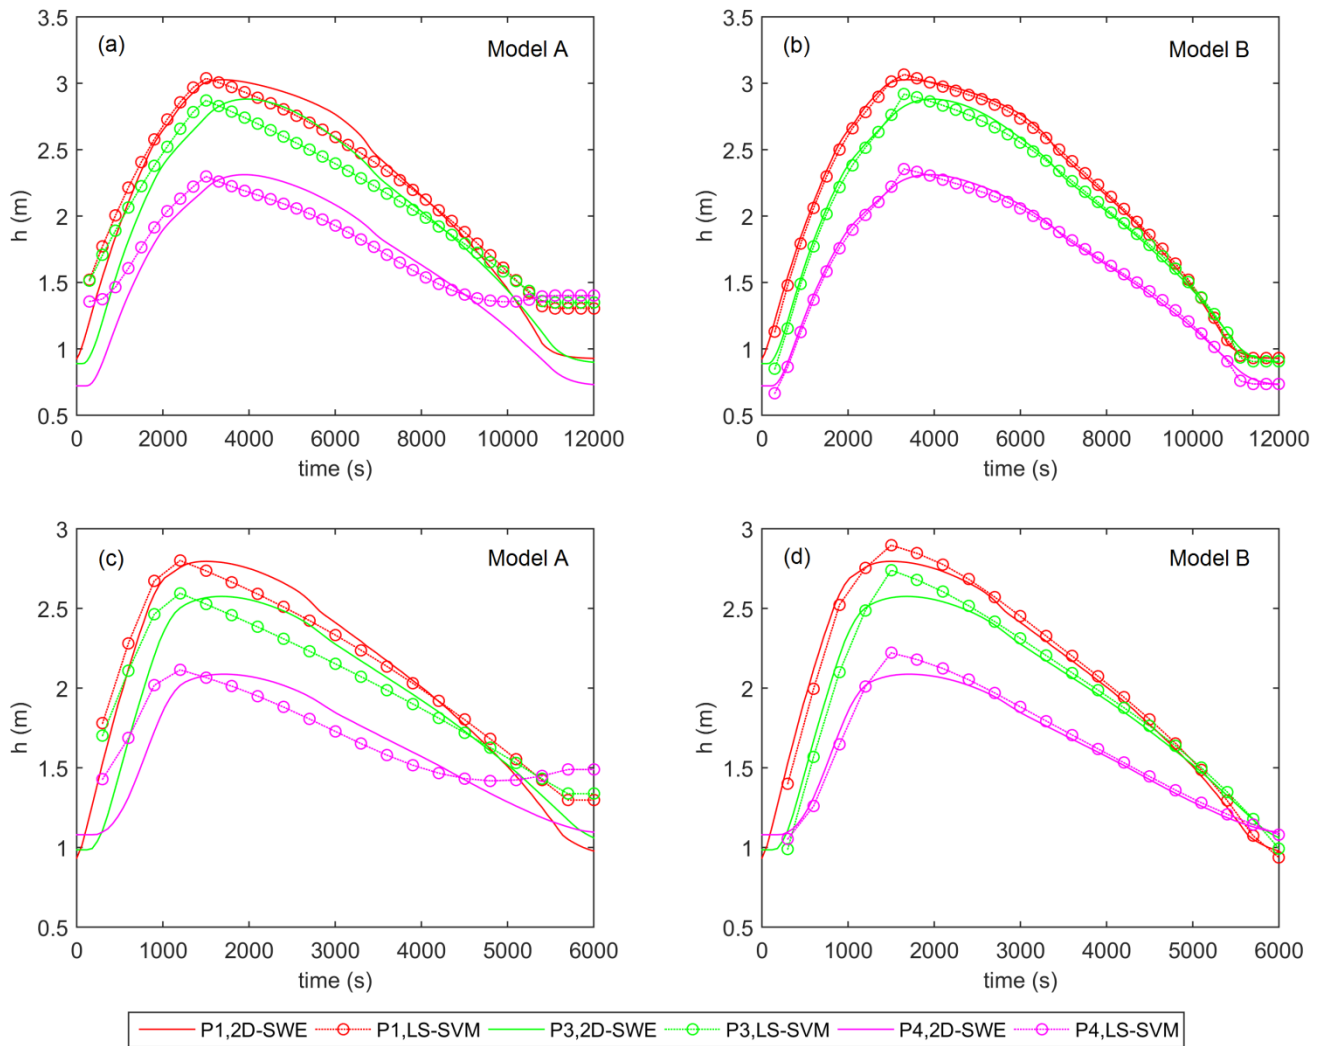 (a) Model A
3.5
3
2.5
2
1.5
1
0.5
h (m)
0 2000 4000 6000 8000 10000 12000
time (s)
(b) Model B
3.5
3
2.5
2
1.5
1
0.5
h (m)
0 2000 4000 6000 8000 10000 12000
time (s)
(c) Model A
3
2.5
2
1.5
1
0.5
h (m)
0 1000 2000 3000 4000 5000 6000
time (s)
(d) Model B
3
2.5
2
1.5
1
0.5
h (m)
0 1000 2000 3000 4000 5000 6000
time (s)
P1,2D-SWE P1,LS-SVM P3,2D-SWE P3,LS-SVM P4,2D-SWE P4,LS-SVM